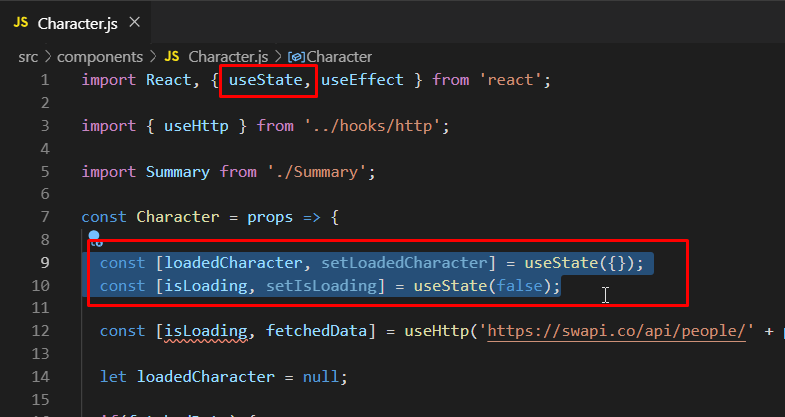 JS Character.js ×
src > components > JS Character.js > Character
1 import React, { useState, useEffect } from 'react';
2
3 import { useHttp } from '../hooks/http';
4
5 import Summary from './Summary';
6
7 const Character = props => {
8
9 const [loadedCharacter, setLoadedCharacter] = useState({});
10 const [isLoading, setIsLoading] = useState(false);
11
12 const [isLoading, fetchedData] = useHttp('https://swapi.co/api/people/' +
13
14 let loadedCharacter = null;
15